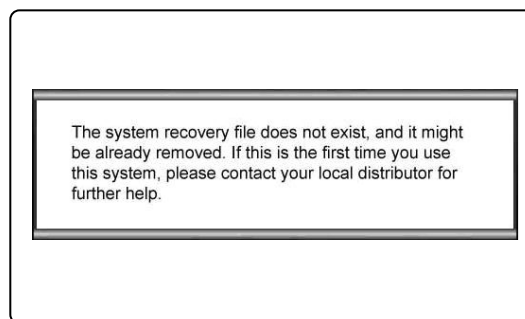 The system recovery file does not exist, and it might
be already removed. If this is the first time you use
this system, please contact your local distributor for
further help.